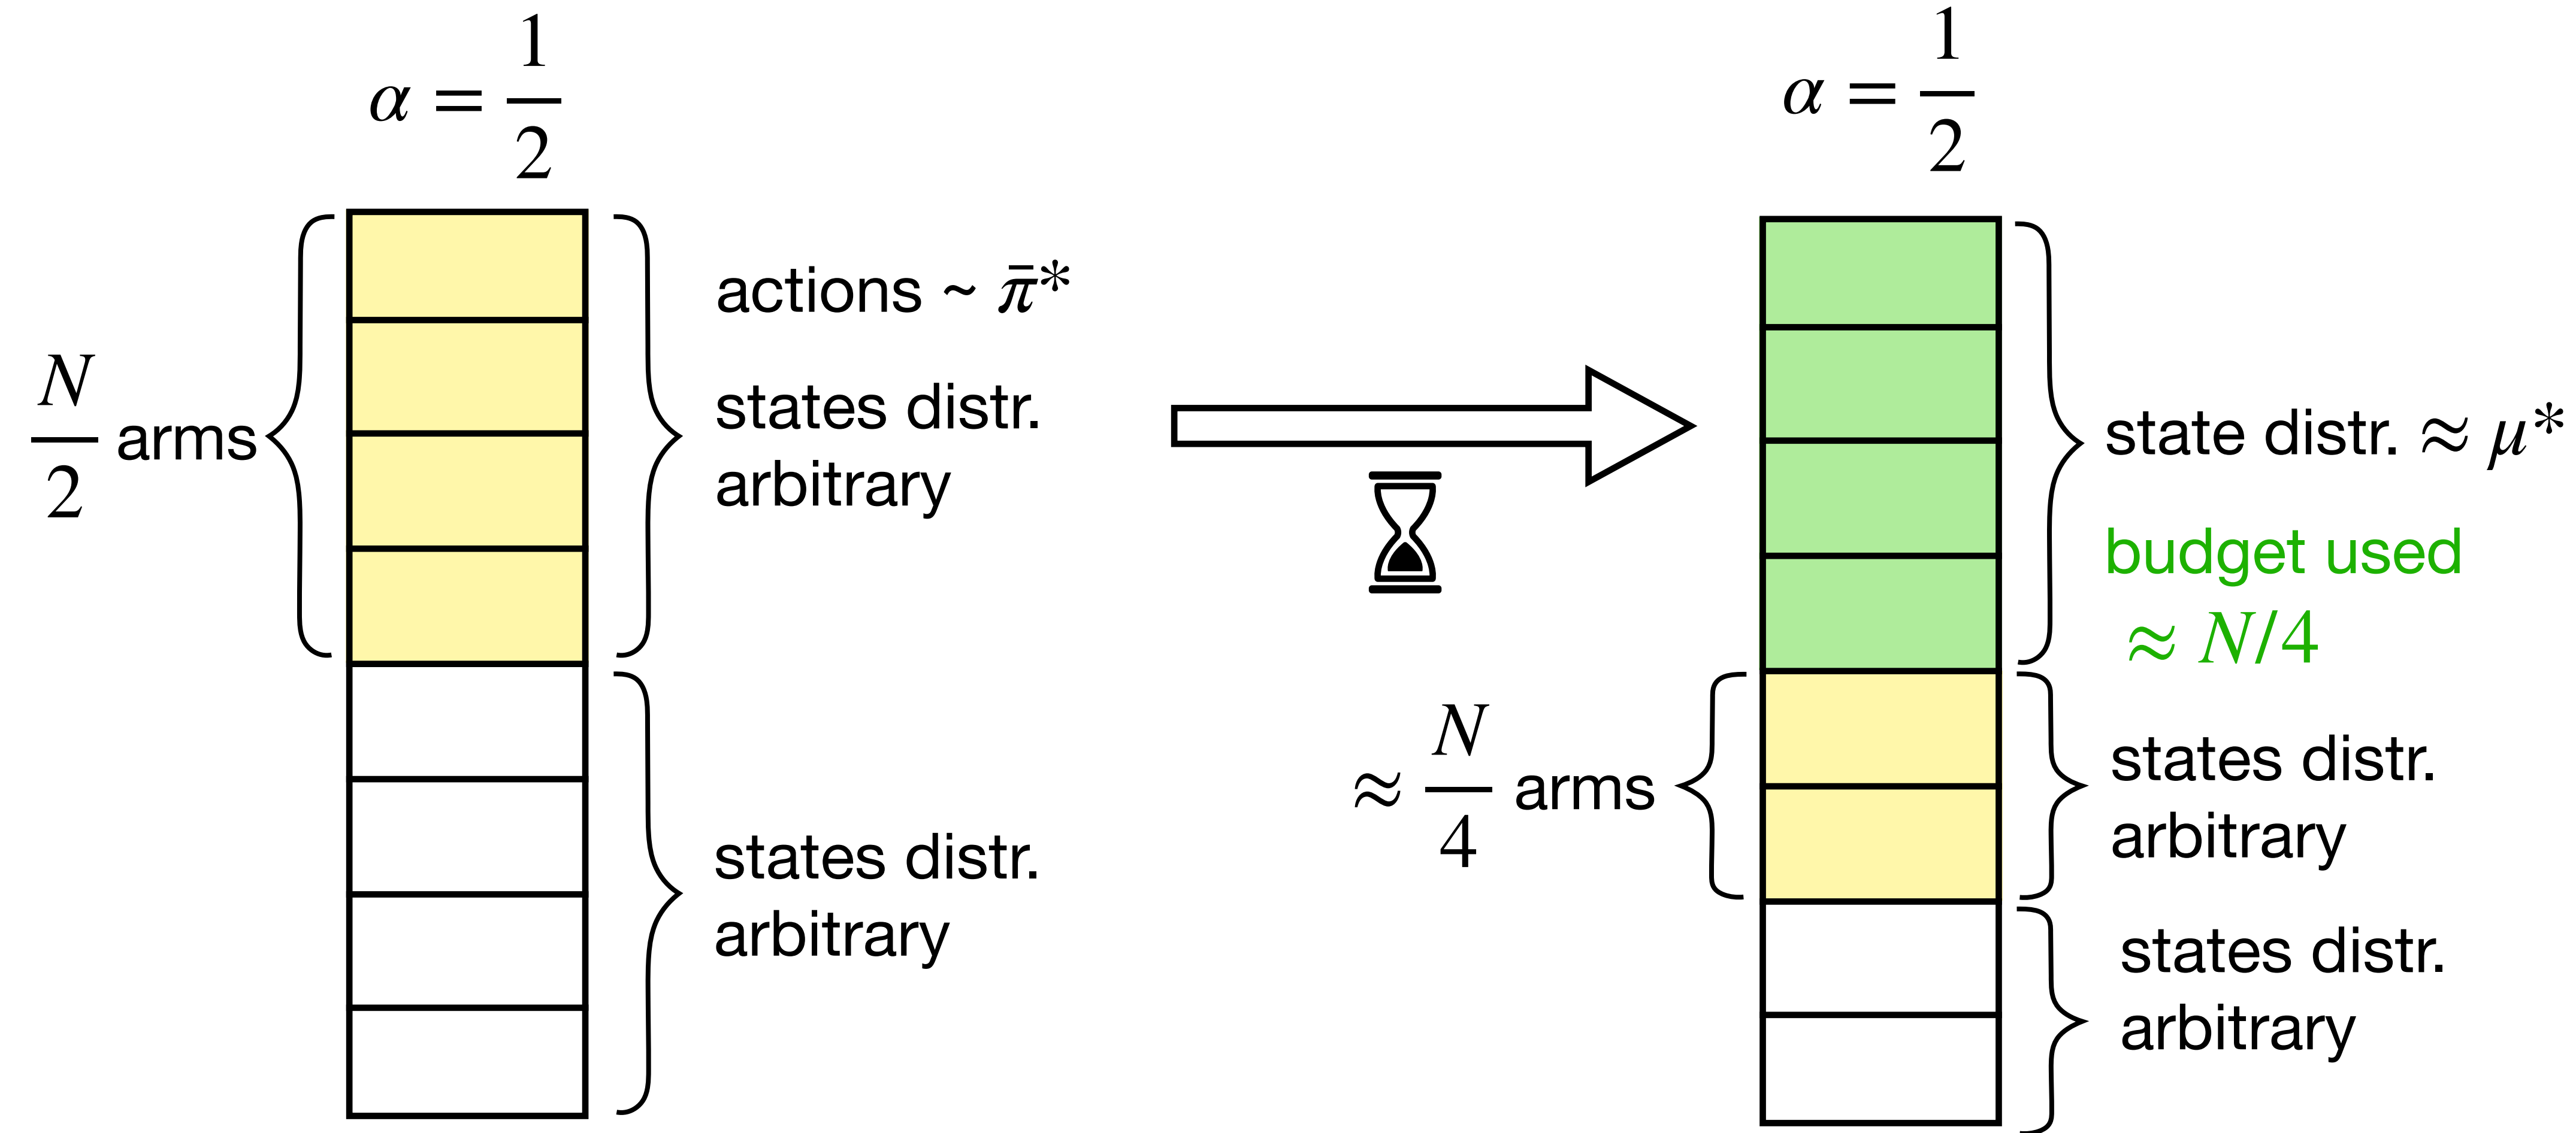 α = 1/2
N/2 arms
actions ~ π̄*
states distr.
arbitrary
states distr.
arbitrary
α = 1/2
state distr. ≈ μ*
budget used
≈ N/4
≈ N/4 arms
states distr.
arbitrary
states distr.
arbitrary